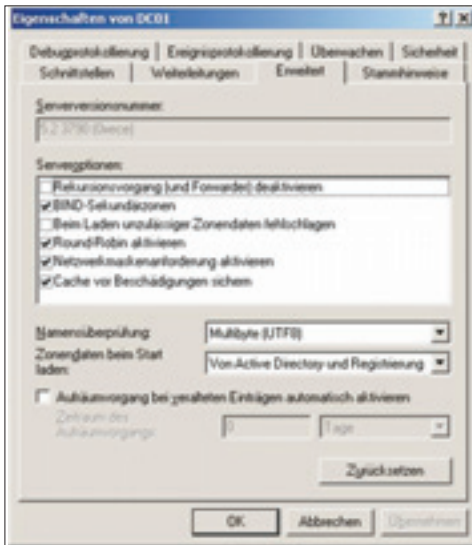 Eigenschaften von DC01
Debugprotokollierung Ereignisprotokollierung Überwachen Sicherheit
Schnittstellen Weiterleitungen Erweitert Stammhinweise
Serverversionsnummer:
5.2 3790 (0xece)
Serveroptionen:
Rekursionsvorgang (und Forwarder) deaktivieren
BIND-Sekundärzonen
Beim Laden unzulässiger Zonendaten fehlschlagen
Round-Robin aktivieren
Netzwerkmaskenanforderung aktivieren
Cache vor Beschädigungen sichern
Namensüberprüfung: Multibyte (UTF8)
Zonendaten beim Start laden: Von Active Directory und Registrierung
Aufräumvorgang bei veralteten Einträgen automatisch aktivieren
Zeitraum des Aufräumvorgangs: 0 Tage
Zurücksetzen
OK Abbrechen Übernehmen